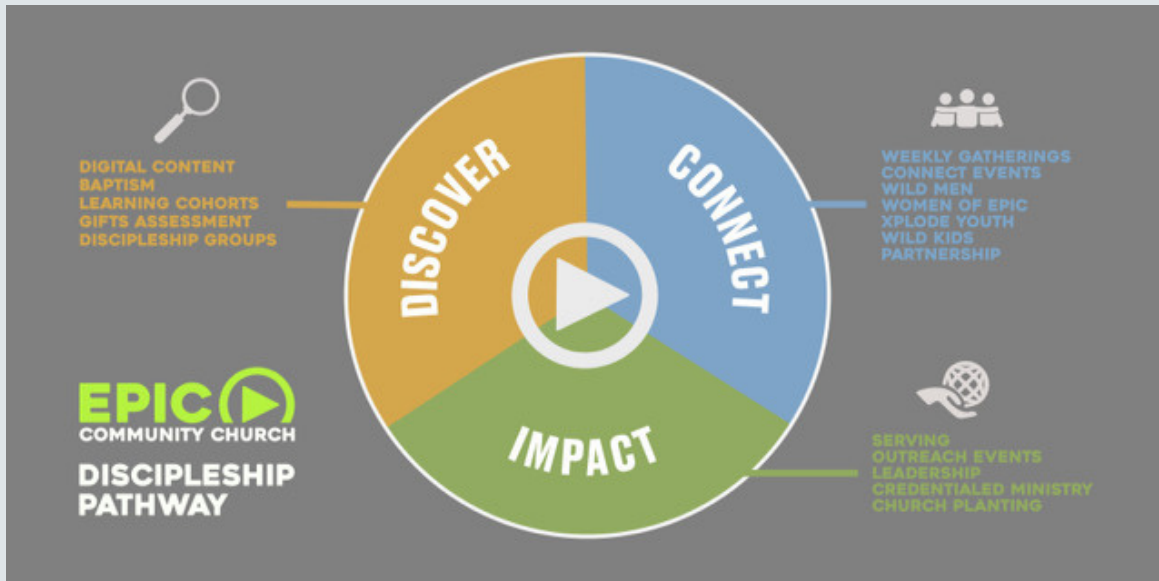 DIGITAL CONTENT
BAPTISM
LEARNING COHORTS
GIFTS ASSESSMENT
DISCIPLESHIP GROUPS
DISCOVER
CONNECT
IMPACT
WEEKLY GATHERINGS
CONNECT EVENTS
WILD MEN
WOMEN OF EPIC
XPLODE YOUTH
WILD KIDS
PARTNERSHIP
EPIC
COMMUNITY CHURCH
DISCIPLESHIP
PATHWAY
SERVING
OUTREACH EVENTS
LEADERSHIP
CREDENTIALED MINISTRY
CHURCH PLANTING